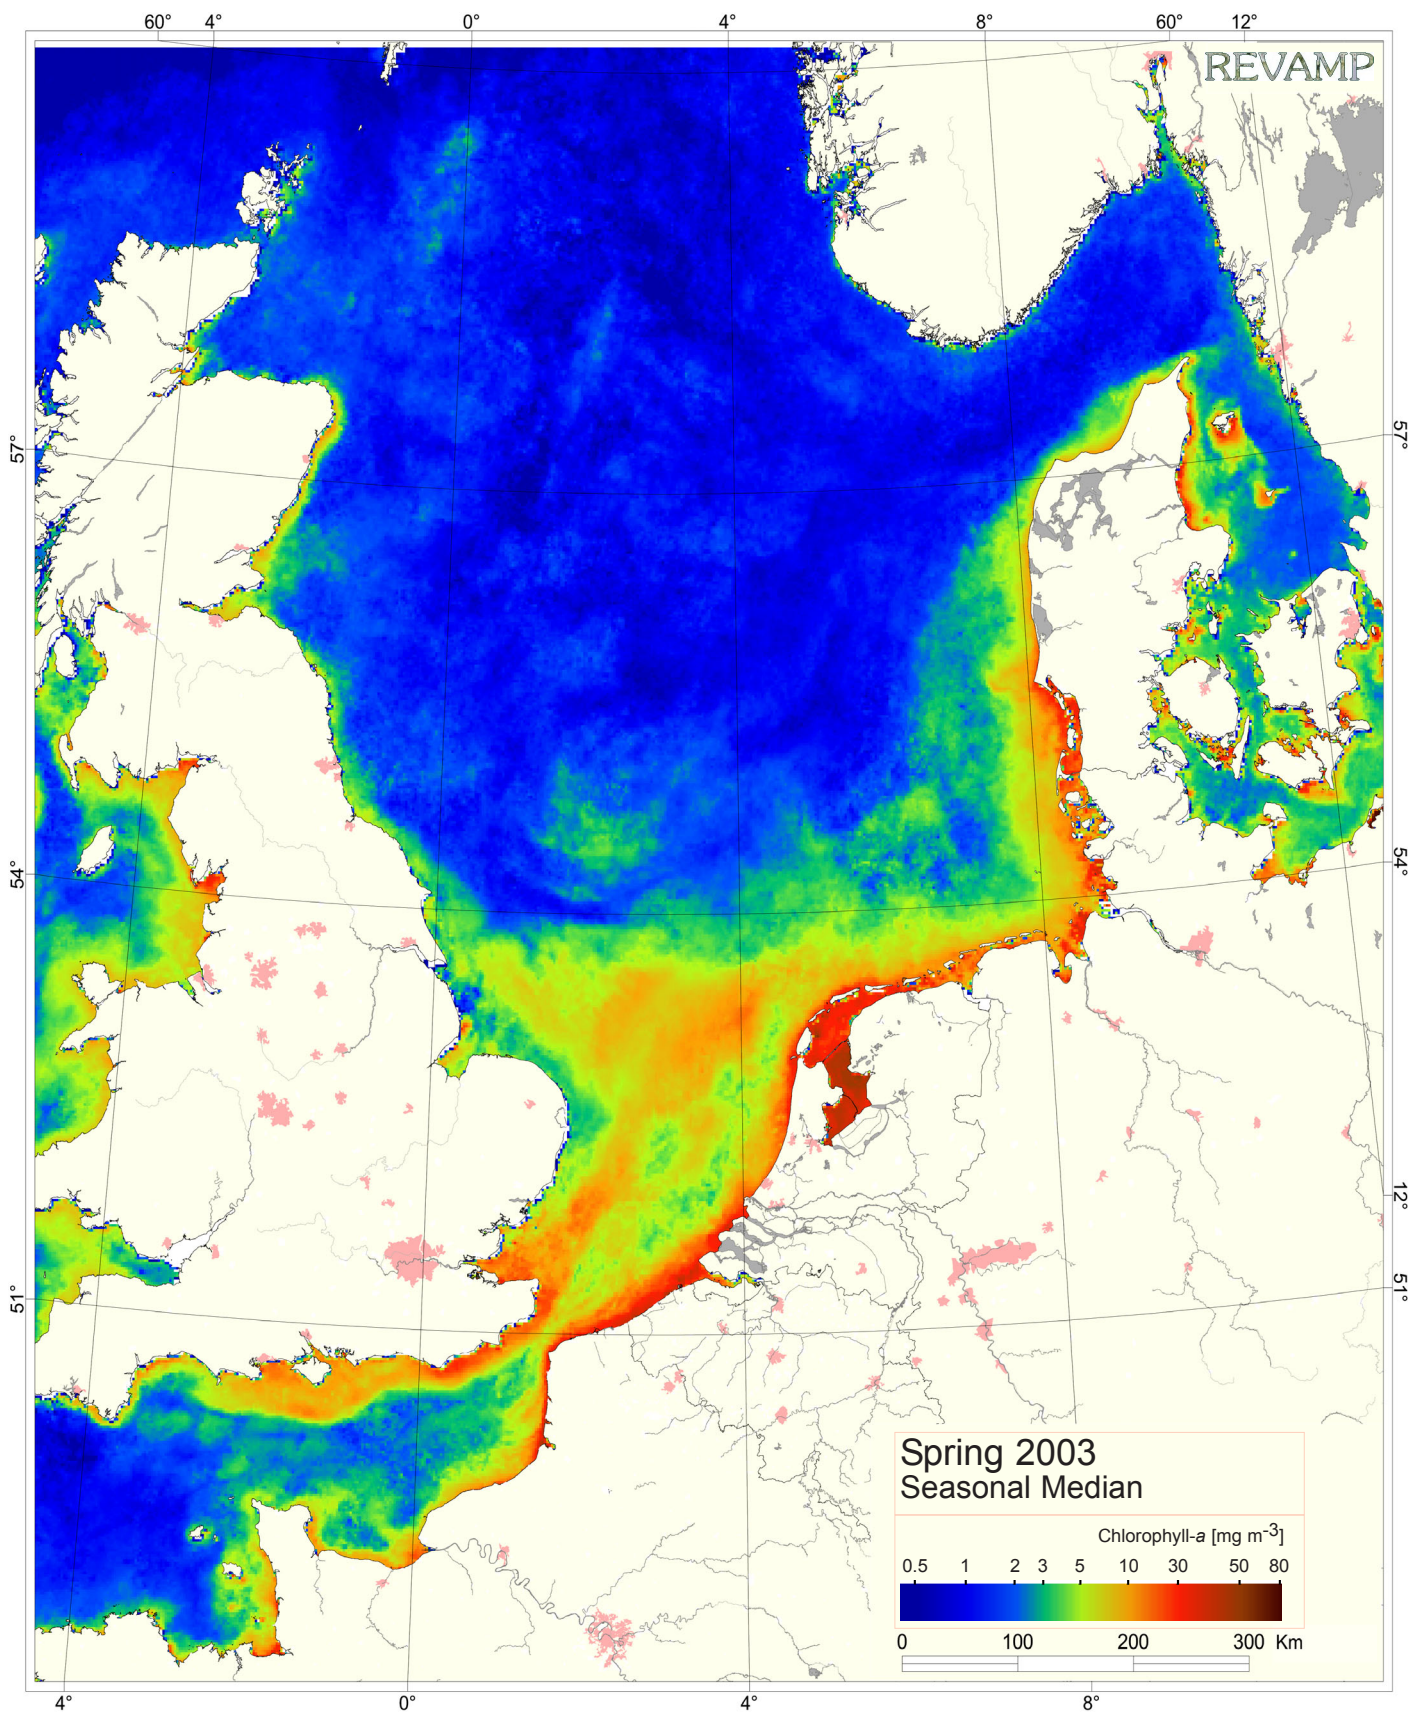 60° 4° 0° 4° 8° 60° 12°
REVAMP
57° 57°
54° 54°
12°
51° 51°
Spring 2003
Seasonal Median
Chlorophyll-a [mg m-3]
0.5 1 2 3 5 10 30 50 80
0 100 200 300 Km
4° 0° 4° 8°